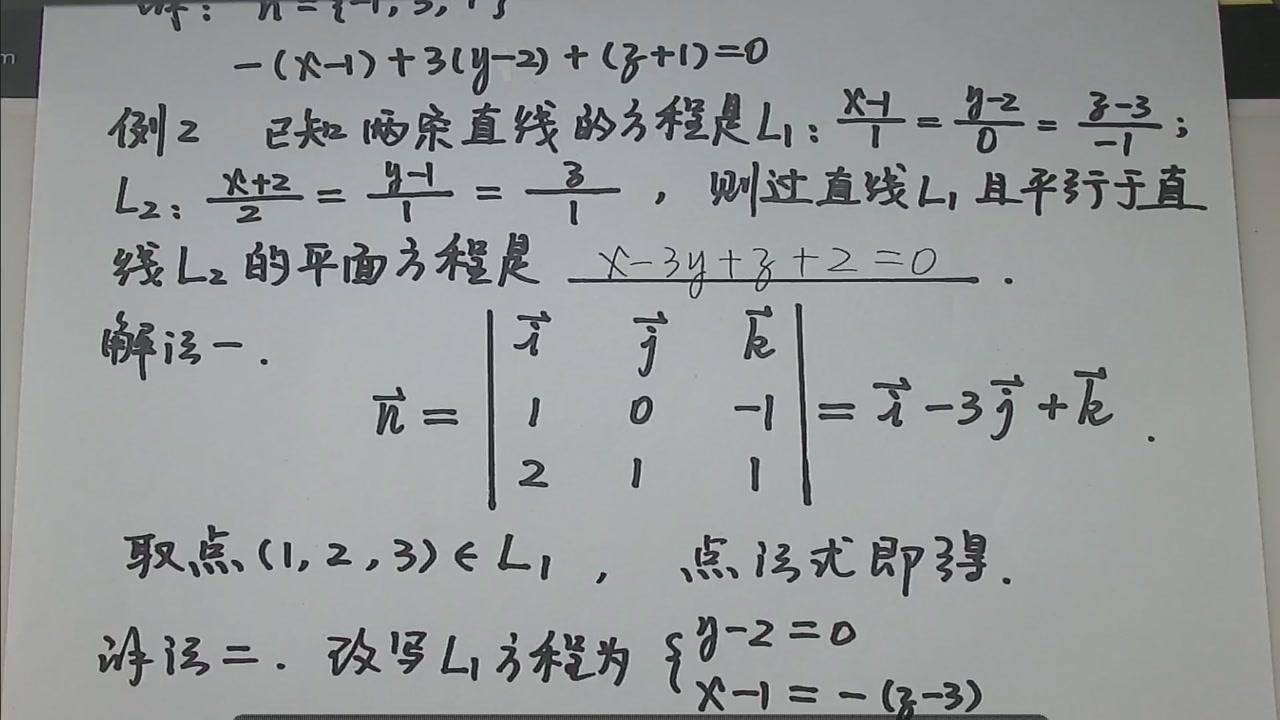 n = {-1, 3, 1}
-(x-1)+3(y-2)+(z+1)=0
例2 已知两条直线的方程是L₁: (x-1)/1 = (y-2)/0 = (z-3)/-1;
L₂: (x+2)/2 = (y-1)/1 = z/1, 则过直线L₁且平行于直
线L₂的平面方程是 x-3y+z+2=0.
解法一.
n⃗ = | i⃗ j⃗ k⃗ |
| 1 0 -1 | = i⃗-3j⃗+k⃗.
| 2 1 1 |
取点(1,2,3)∈L₁, 点法式即得.
解法二. 改写L₁方程为 { y-2=0
x-1=-(z-3)